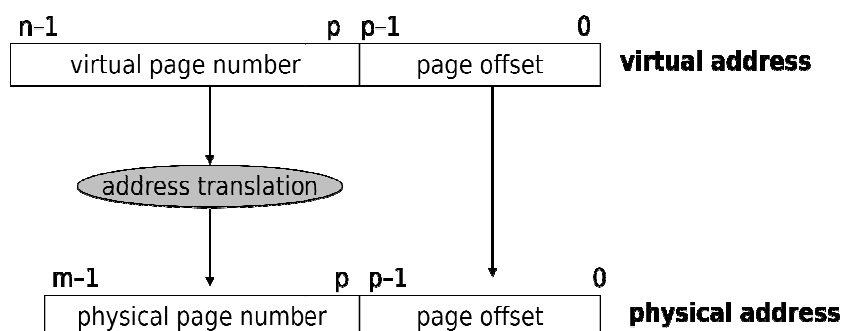 n–1 p p–1 0
virtual page number page offset virtual address
address translation
m–1 p p–1 0
physical page number page offset physical address